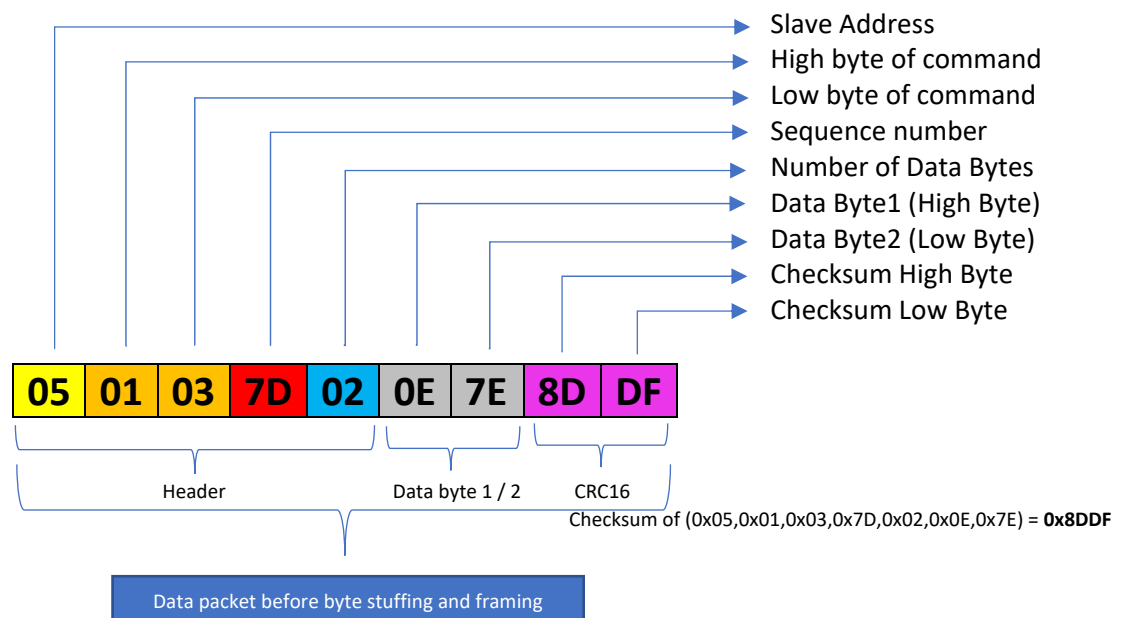 Slave Address
High byte of command
Low byte of command
Sequence number
Number of Data Bytes
Data Byte1 (High Byte)
Data Byte2 (Low Byte)
Checksum High Byte
Checksum Low Byte
05 01 03 7D 02 0E 7E 8D DF
Header Data byte 1 / 2 CRC16
Checksum of (0x05,0x01,0x03,0x7D,0x02,0x0E,0x7E) = 0x8DDF
Data packet before byte stuffing and framing